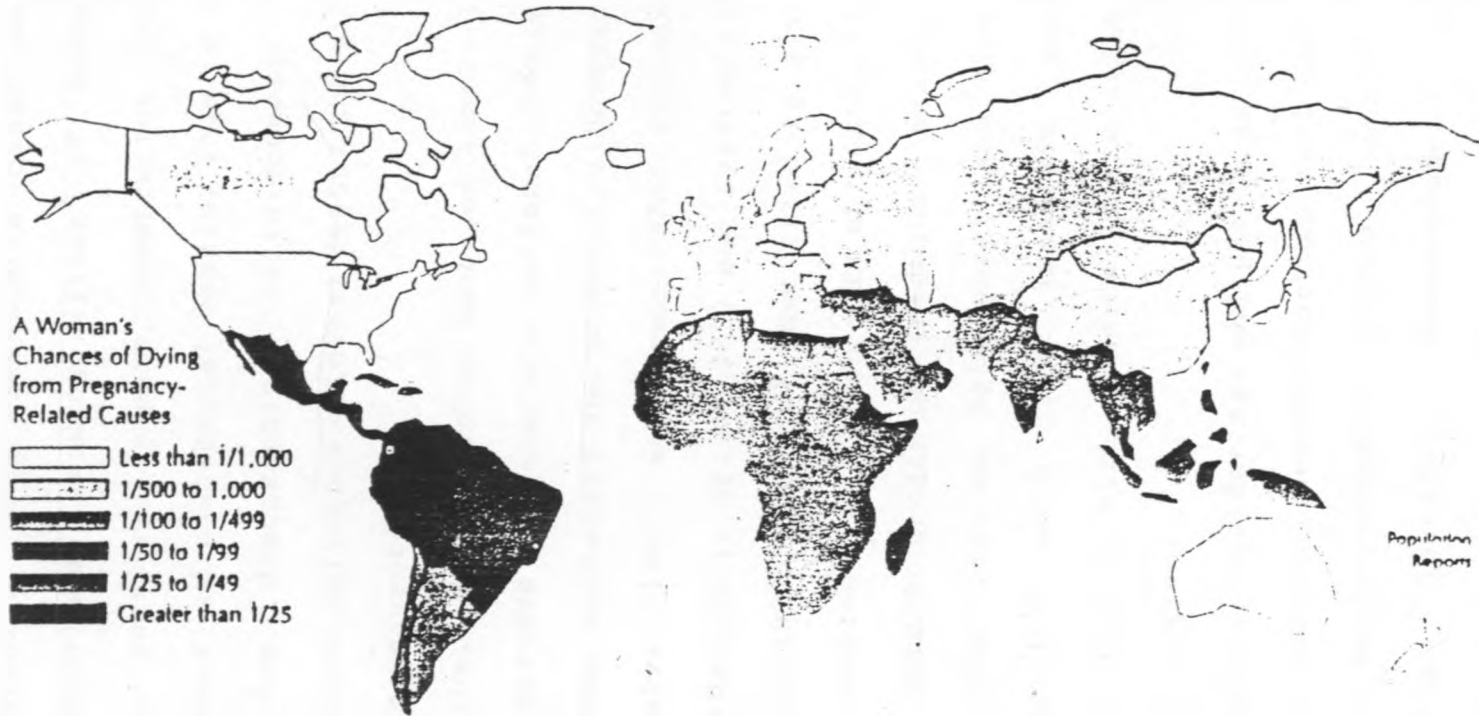 A Woman's
Chances of Dying
from Pregnancy-
Related Causes
Less than 1/1,000
1/500 to 1,000
1/100 to 1/499
1/50 to 1/99
1/25 to 1/49
Greater than 1/25
Population
Reports